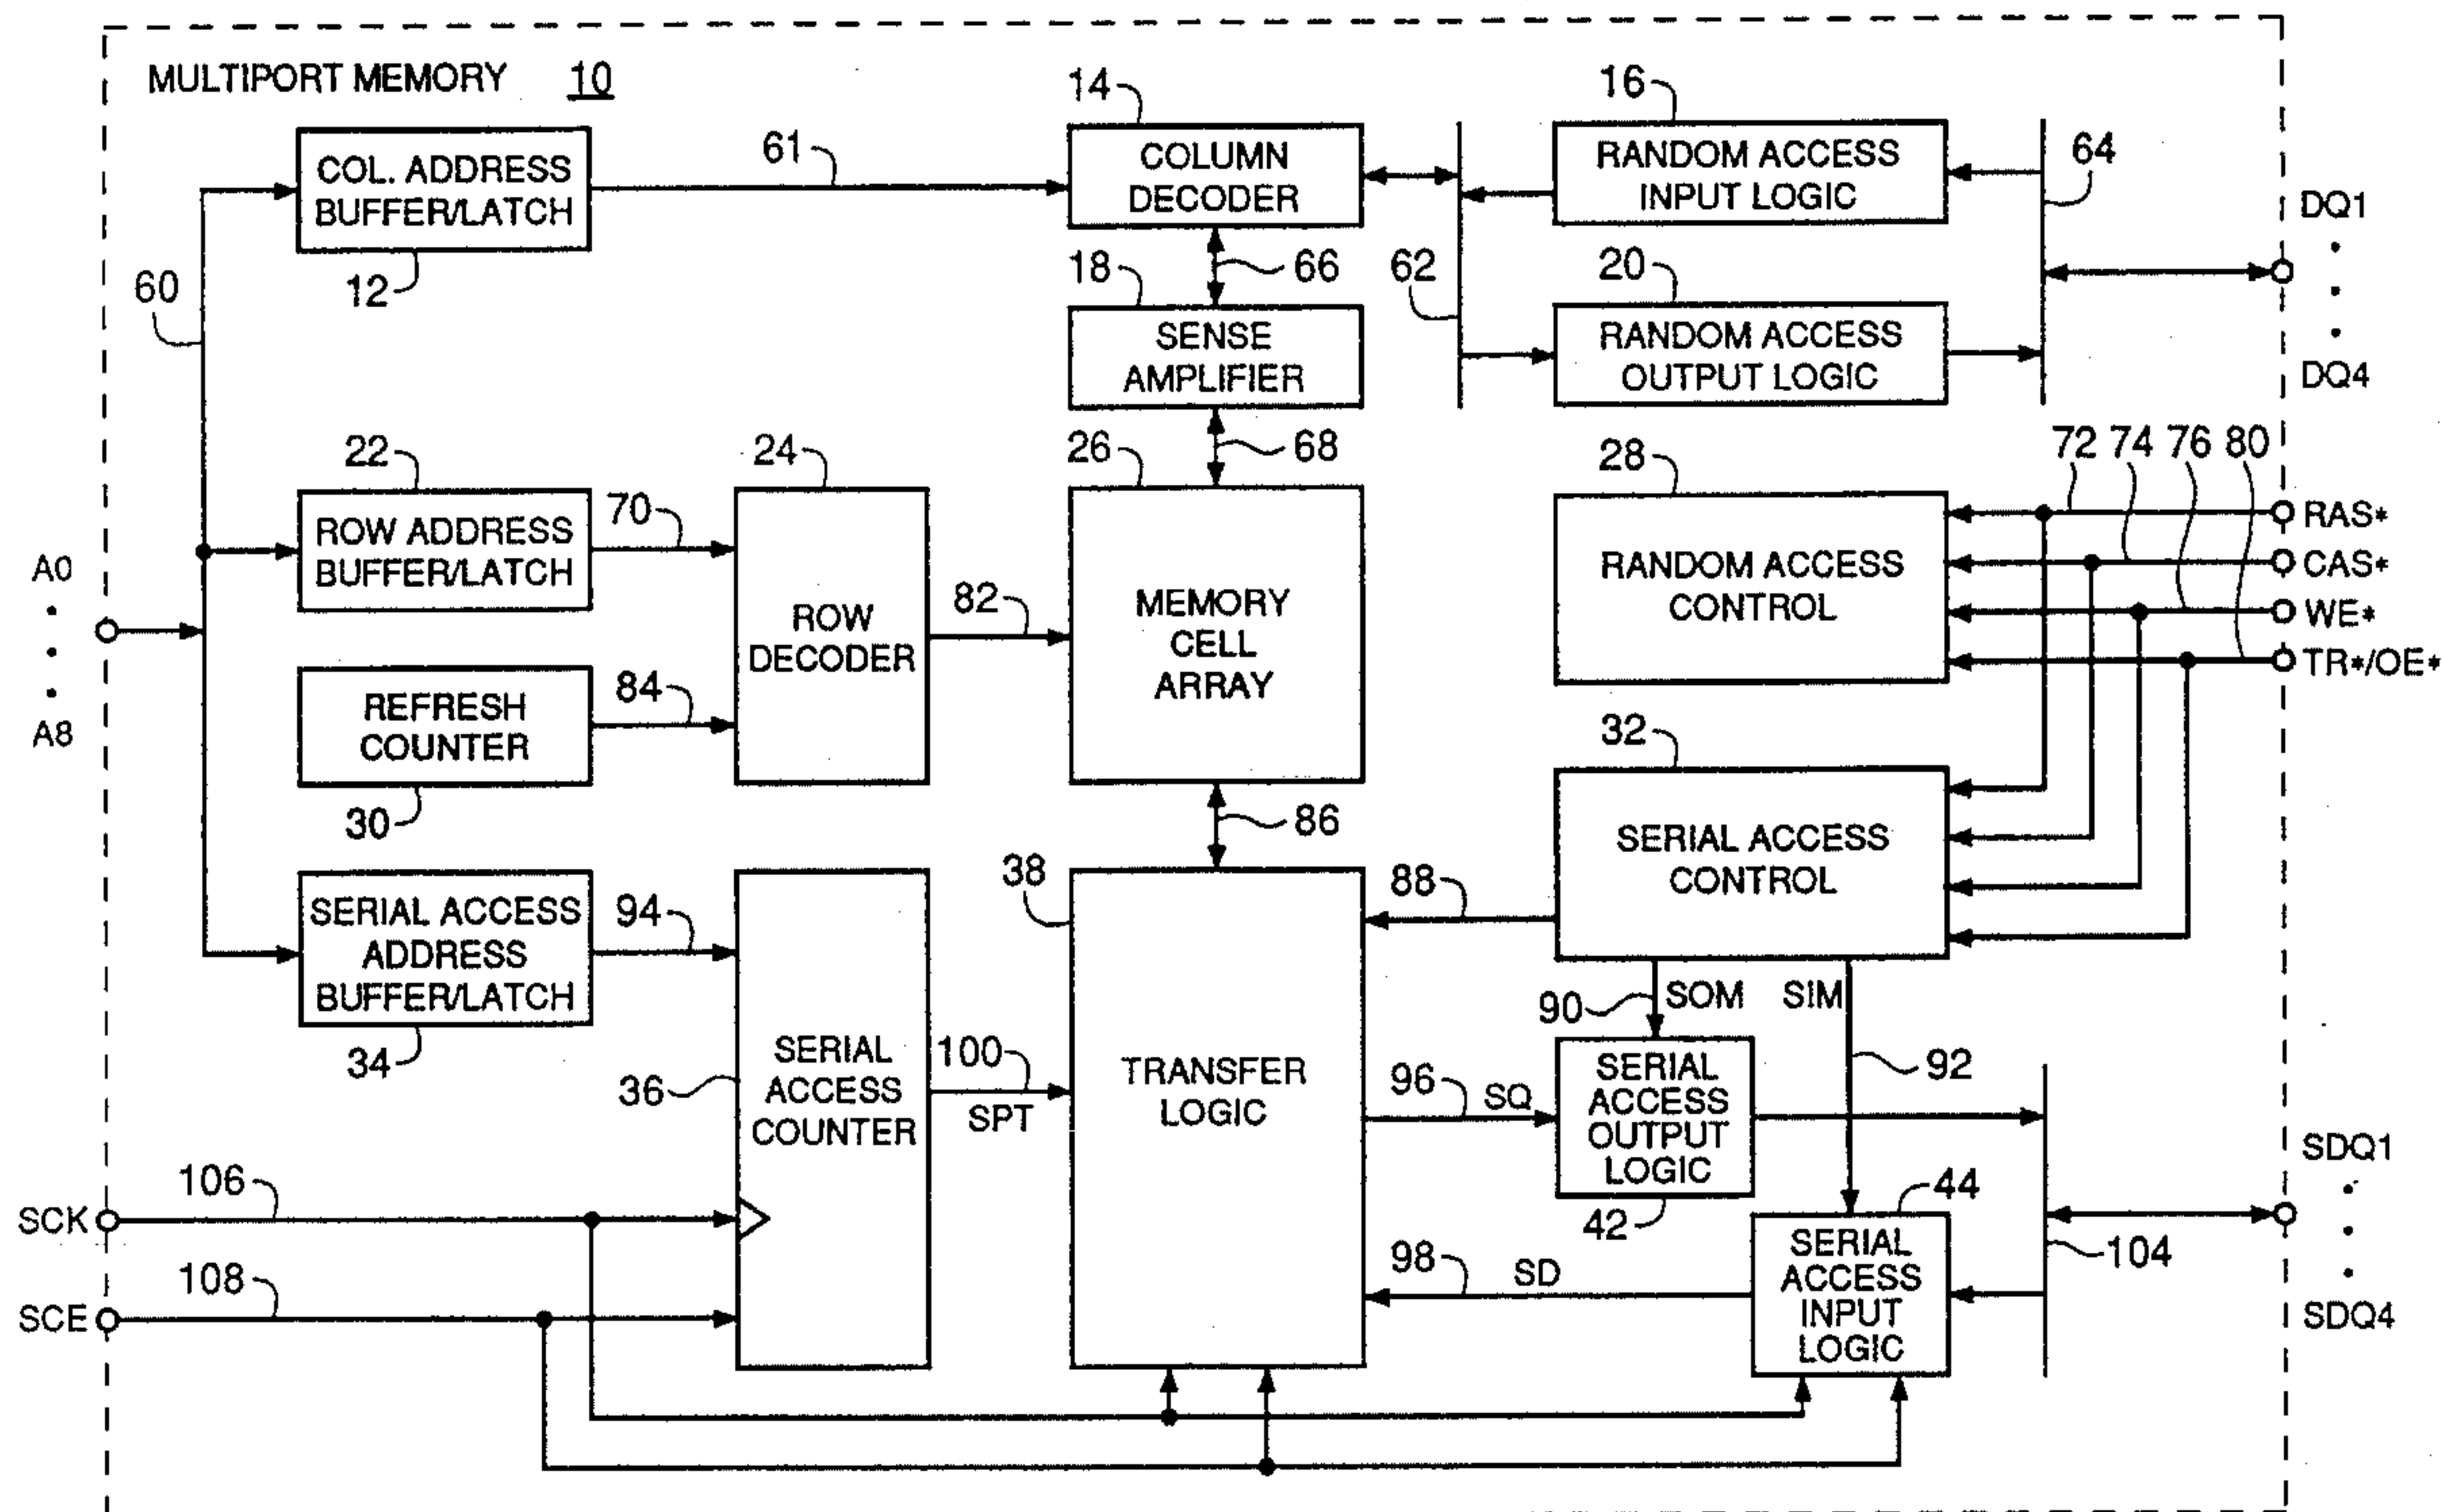 MULTIPORT MEMORY 10
COL. ADDRESS
BUFFER/LATCH
12
60
61
14
COLUMN
DECODER
16
RANDOM ACCESS
INPUT LOGIC
64
DQ1
DQ4
66
62
18
SENSE
AMPLIFIER
20
RANDOM ACCESS
OUTPUT LOGIC
68
22
ROW ADDRESS
BUFFER/LATCH
70
24
ROW
DECODER
82
26
MEMORY
CELL
ARRAY
28
RANDOM ACCESS
CONTROL
72
74
76
80
RAS*
CAS*
WE*
TR*/OE*
A0
A8
REFRESH
COUNTER
30
84
86
32
SERIAL ACCESS
CONTROL
88
SERIAL ACCESS
ADDRESS
BUFFER/LATCH
34
94
36
SERIAL
ACCESS
COUNTER
100
SPT
38
TRANSFER
LOGIC
90
SOM
SIM
92
96
SQ
SERIAL
ACCESS
OUTPUT
LOGIC
42
44
SERIAL
ACCESS
INPUT
LOGIC
98
SD
104
SDQ1
SDQ4
SCK
106
SCE
108